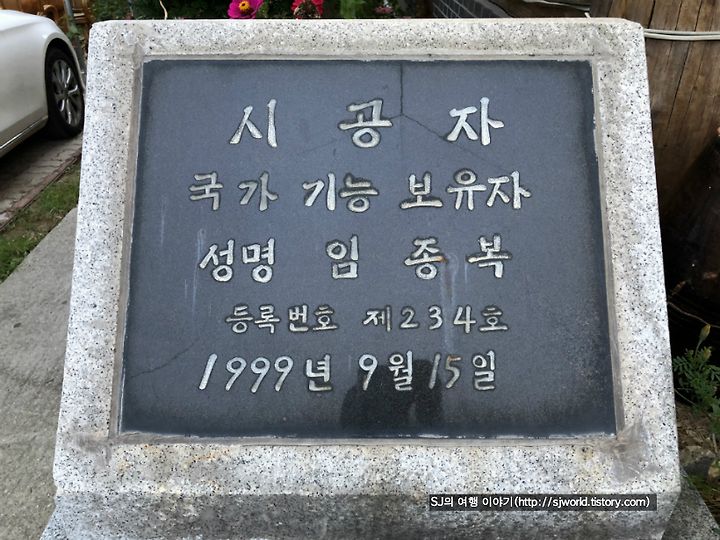 시공자
국가 기능 보유자
성명 임종복
등록번호 제234호
1999년 9월 15일
SJ의 여행 이야기(http://sjworld.tistory.com)